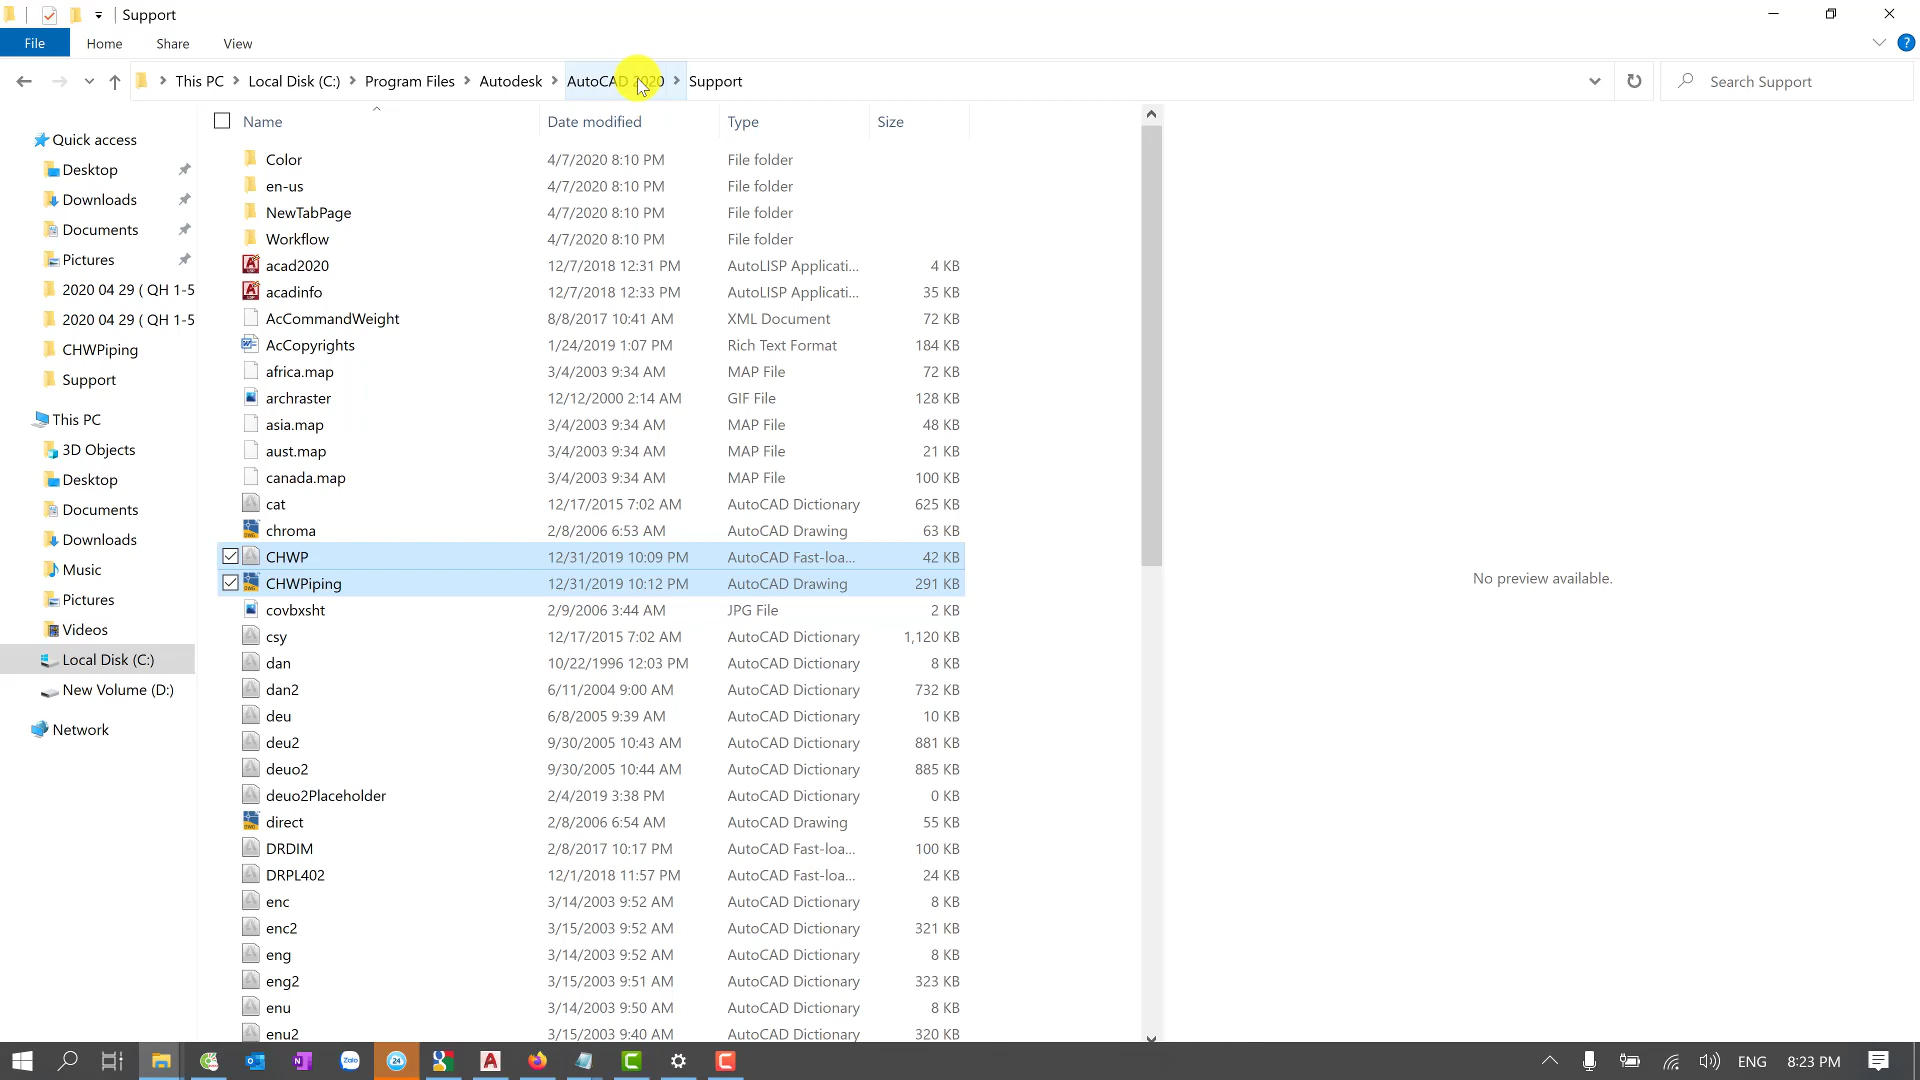 Support
File Home Share View
This PC Local Disk (C:) Program Files Autodesk AutoCAD 2020 Support Search Support
Name Date modified Type Size
Quick access
Desktop
Downloads
Documents
Pictures
2020 04 29 ( QH 1-5
2020 04 29 ( QH 1-5
CHWPiping
Support
This PC
3D Objects
Desktop
Documents
Downloads
Music
Pictures
Videos
Local Disk (C:)
New Volume (D:)
Network
Color 4/7/2020 8:10 PM File folder
en-us 4/7/2020 8:10 PM File folder
NewTabPage 4/7/2020 8:10 PM File folder
Workflow 4/7/2020 8:10 PM File folder
acad2020 12/7/2018 12:31 PM AutoLISP Applicati... 4 KB
acadinfo 12/7/2018 12:33 PM AutoLISP Applicati... 35 KB
AcCommandWeight 8/8/2017 10:41 AM XML Document 72 KB
AcCopyrights 1/24/2019 1:07 PM Rich Text Format 184 KB
africa.map 3/4/2003 9:34 AM MAP File 72 KB
archraster 12/12/2000 2:14 AM GIF File 128 KB
asia.map 3/4/2003 9:34 AM MAP File 48 KB
aust.map 3/4/2003 9:34 AM MAP File 21 KB
canada.map 3/4/2003 9:34 AM MAP File 100 KB
cat 12/17/2015 7:02 AM AutoCAD Dictionary 625 KB
chroma 2/8/2006 6:53 AM AutoCAD Drawing 63 KB
CHWP 12/31/2019 10:09 PM AutoCAD Fast-loa... 42 KB
CHWPiping 12/31/2019 10:12 PM AutoCAD Drawing 291 KB
covbxsht 2/9/2006 3:44 AM JPG File 2 KB
csy 12/17/2015 7:02 AM AutoCAD Dictionary 1,120 KB
dan 10/22/1996 12:03 PM AutoCAD Dictionary 8 KB
dan2 6/11/2004 9:00 AM AutoCAD Dictionary 732 KB
deu 6/8/2005 9:39 AM AutoCAD Dictionary 10 KB
deu2 9/30/2005 10:43 AM AutoCAD Dictionary 881 KB
deuo2 9/30/2005 10:44 AM AutoCAD Dictionary 885 KB
deuo2Placeholder 2/4/2019 3:38 PM AutoCAD Dictionary 0 KB
direct 2/8/2006 6:54 AM AutoCAD Drawing 55 KB
DRDIM 2/8/2017 10:17 PM AutoCAD Fast-loa... 100 KB
DRPL402 12/1/2018 11:57 PM AutoCAD Fast-loa... 24 KB
enc 3/14/2003 9:52 AM AutoCAD Dictionary 8 KB
enc2 3/15/2003 9:52 AM AutoCAD Dictionary 321 KB
eng 3/14/2003 9:52 AM AutoCAD Dictionary 8 KB
eng2 3/15/2003 9:51 AM AutoCAD Dictionary 323 KB
enu 3/14/2003 9:50 AM AutoCAD Dictionary 8 KB
enu2 3/15/2003 9:40 AM AutoCAD Dictionary 320 KB
No preview available.
Zalo 24 ENG 8:23 PM